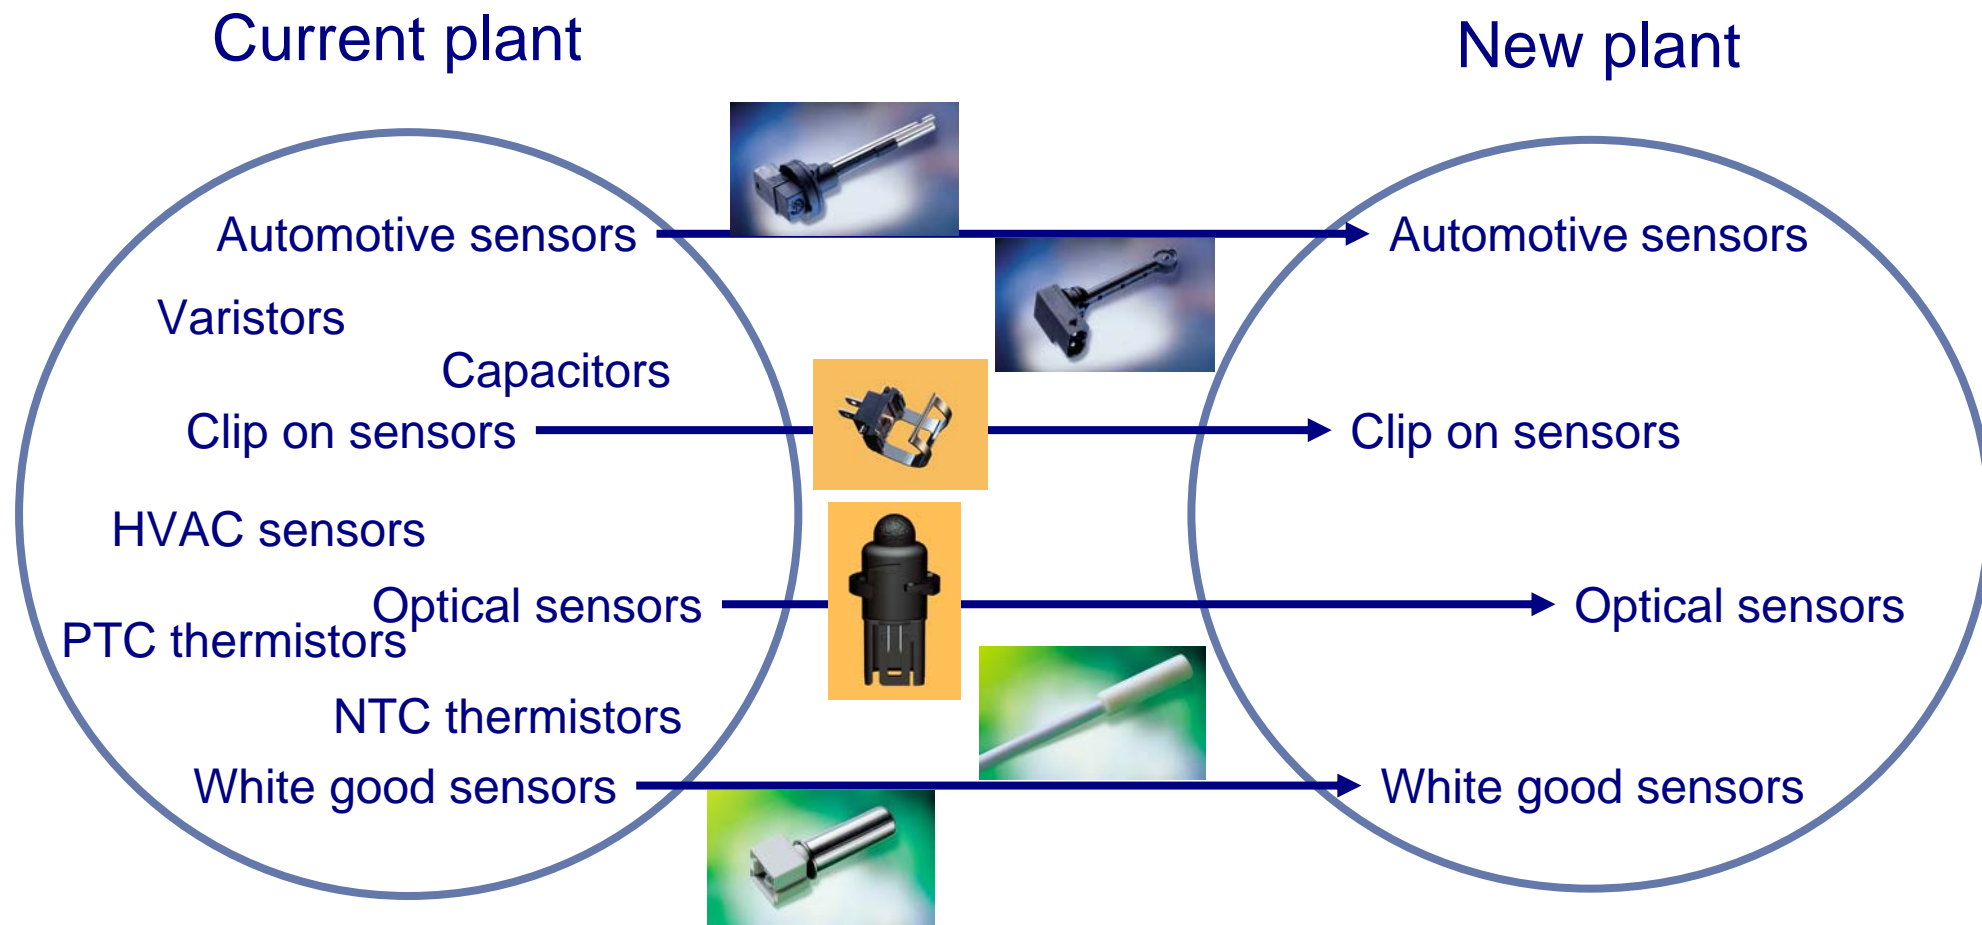 Current plant
New plant
Automotive sensors
Automotive sensors
Varistors
Capacitors
Clip on sensors
Clip on sensors
HVAC sensors
Optical sensors
Optical sensors
PTC thermistors
NTC thermistors
White good sensors
White good sensors